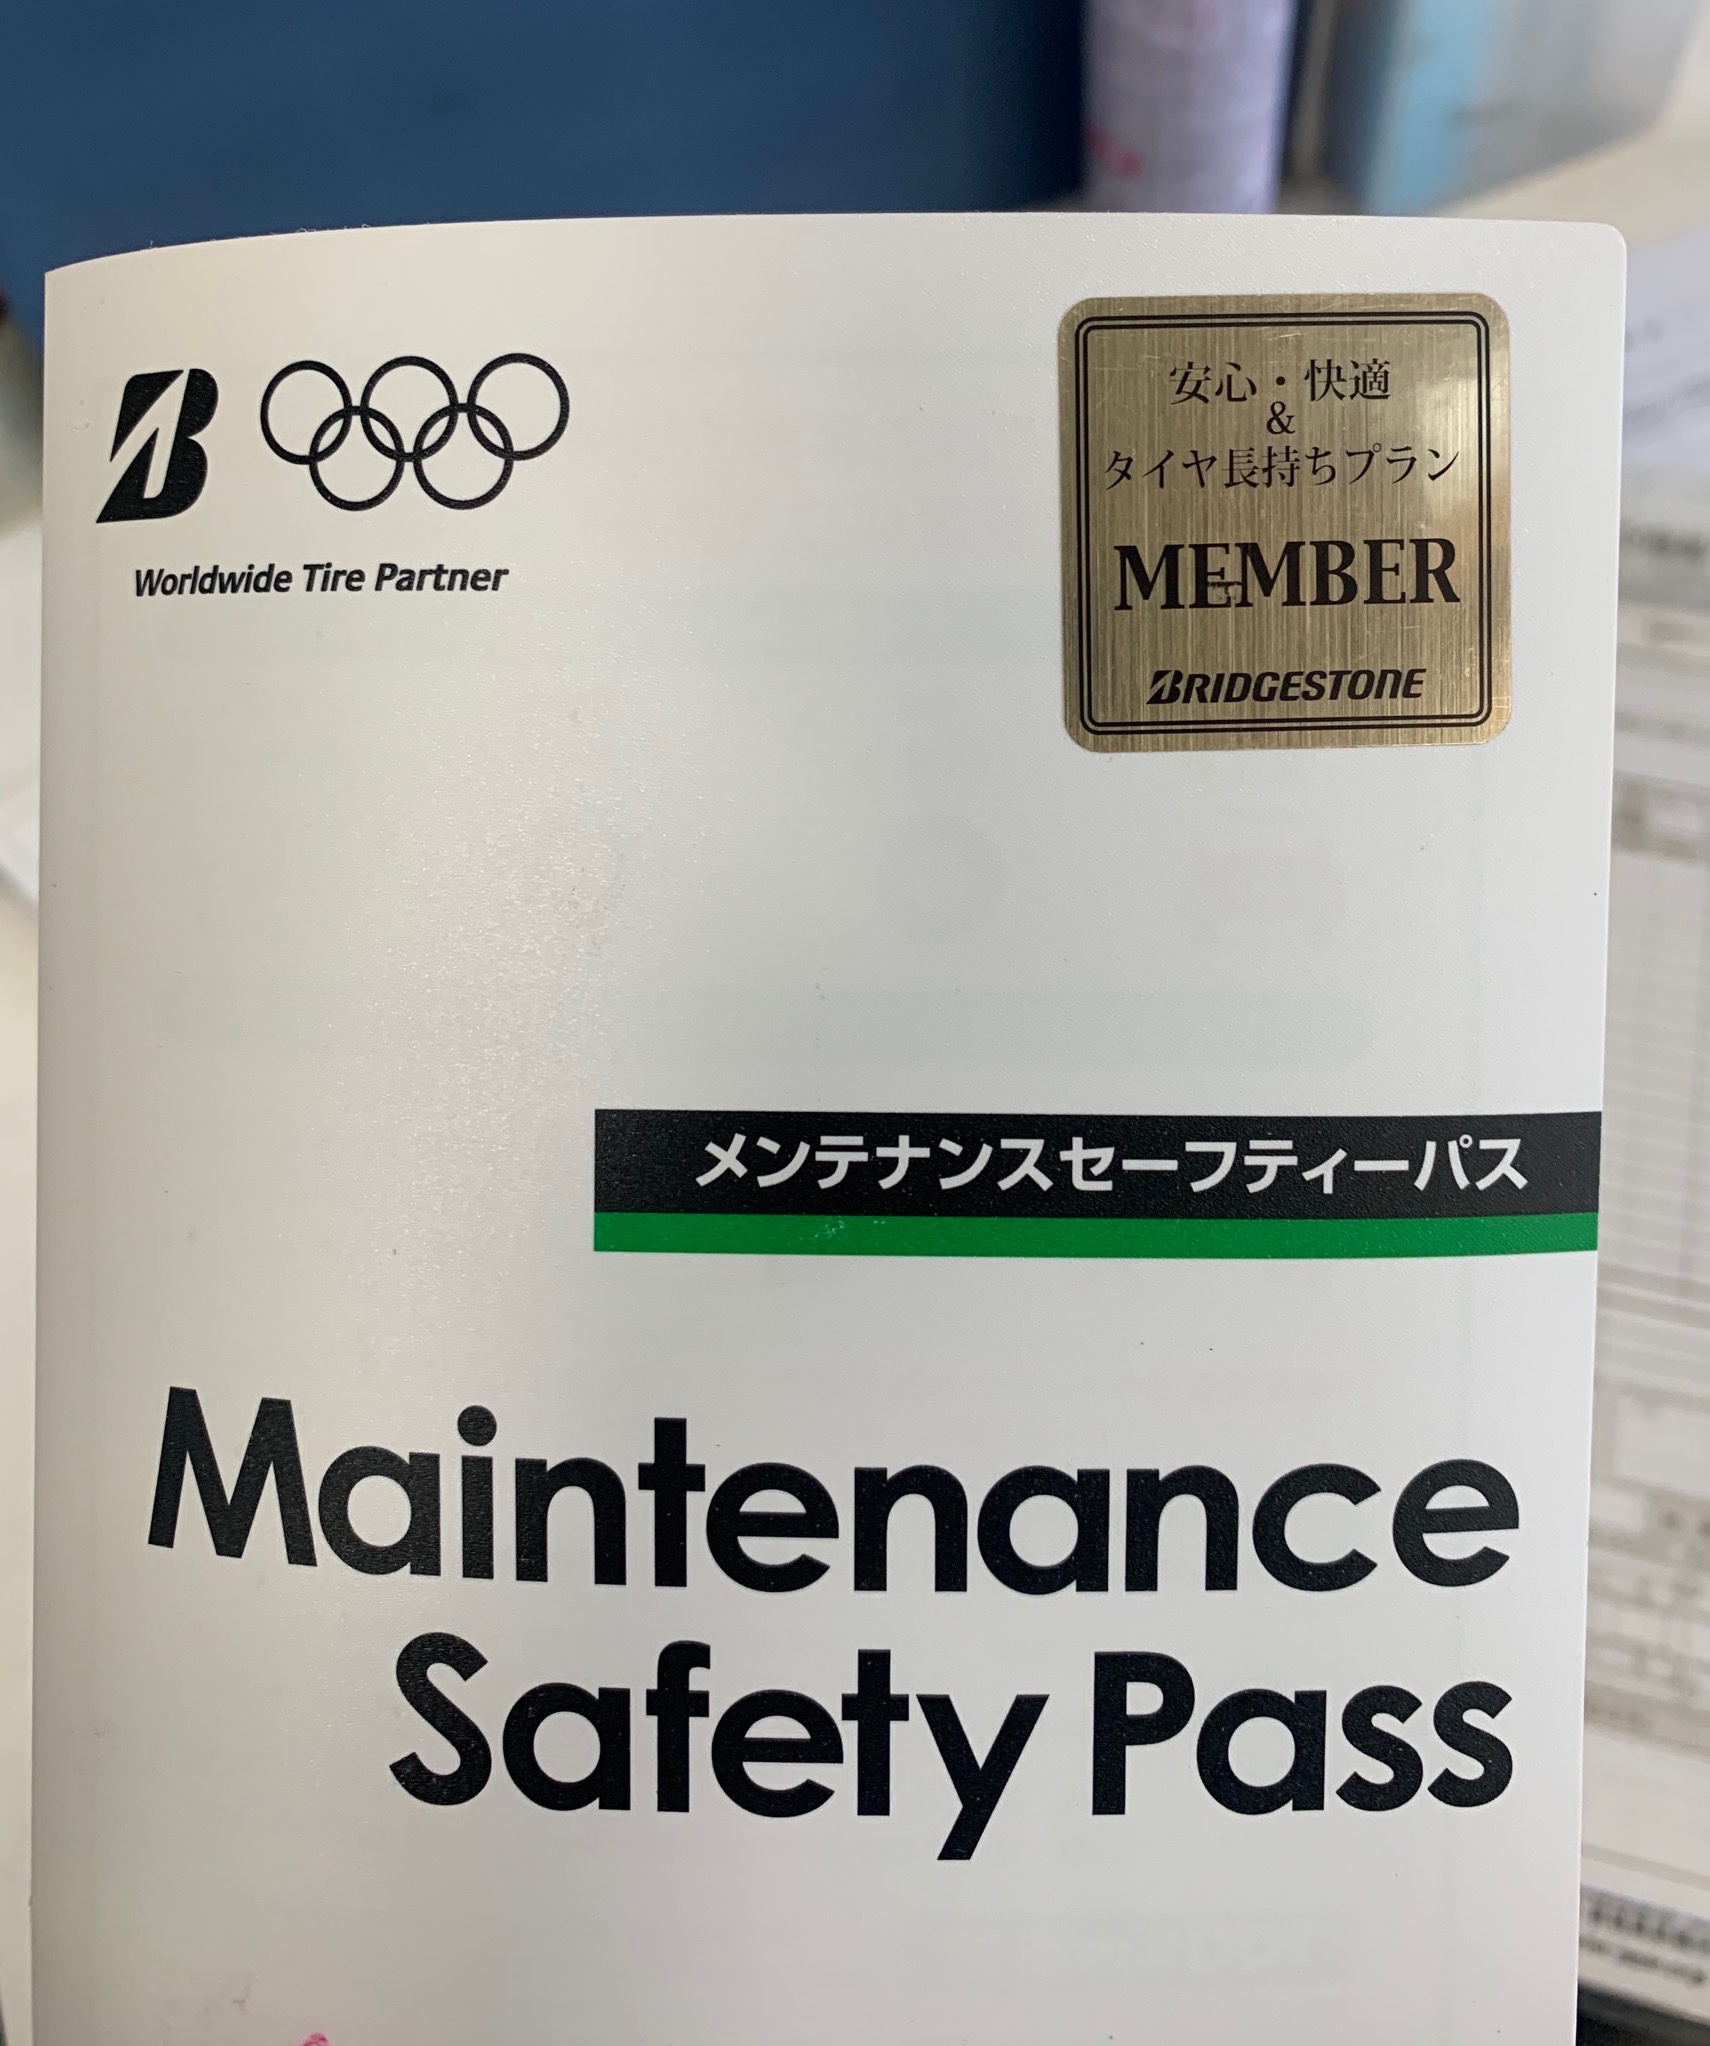 Worldwide Tire Partner
安心・快適
&
タイヤ長持ちプラン
MEMBER
BRIDGESTONE
メンテナンスセーフティーパス
Maintenance
Safety Pass